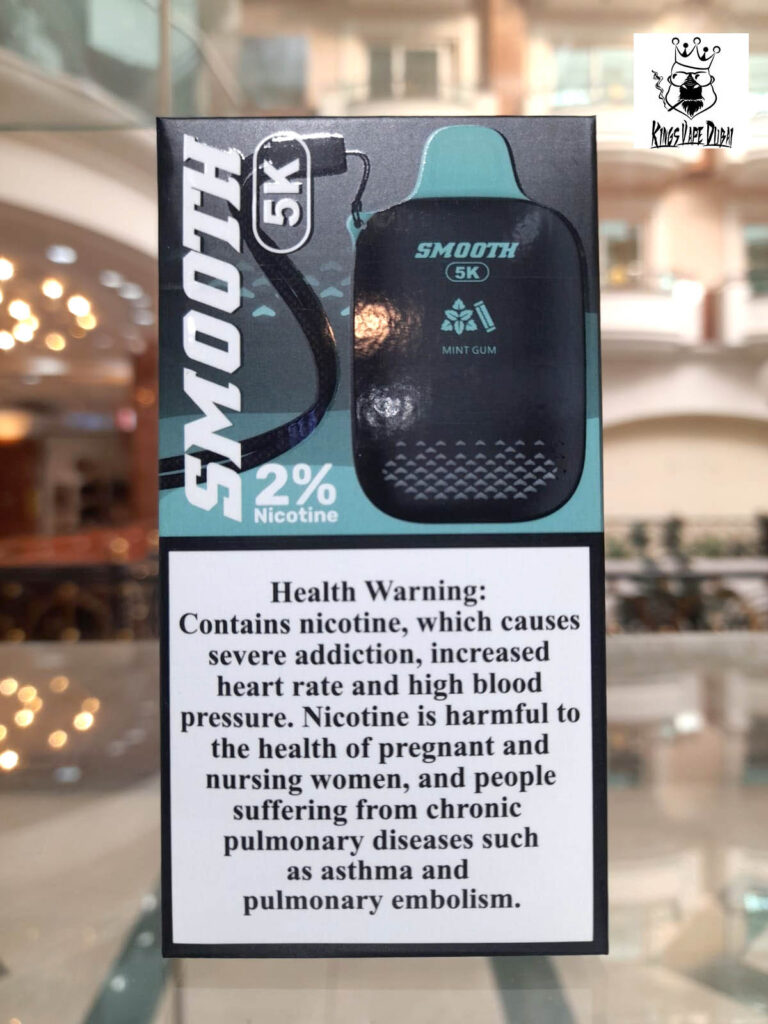 KINGS VAPE DUBAI
SMOOTH
5K
SMOOTH
5K
MINT GUM
2%
Nicotine
Health Warning:
Contains nicotine, which causes
severe addiction, increased
heart rate and high blood
pressure. Nicotine is harmful to
the health of pregnant and
nursing women, and people
suffering from chronic
pulmonary diseases such
as asthma and
pulmonary embolism.